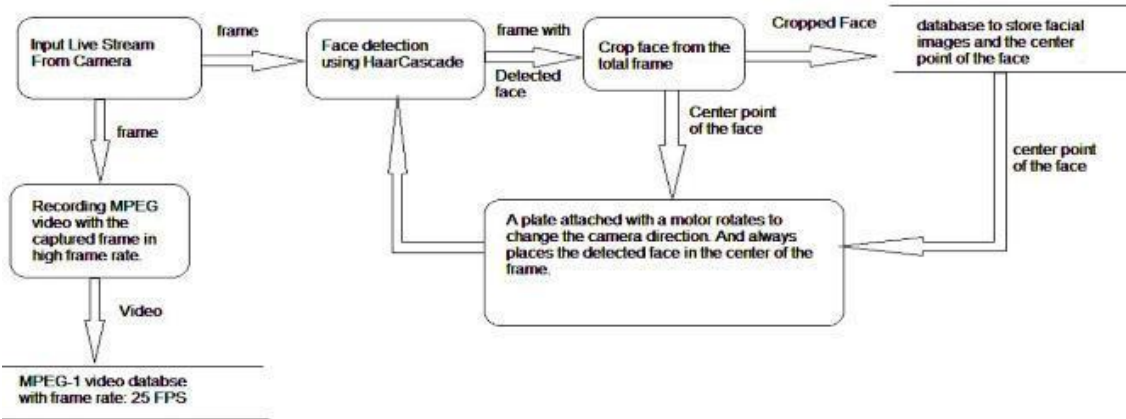 Input Live Stream
From Camera
frame
Face detection
using HaarCascade
frame with
Detected
face
Crop face from the
total frame
Cropped Face
database to store facial
images and the center
point of the face
frame
Center point
of the face
center point
of the face
Recording MPEG
video with the
captured frame in
high frame rate.
A plate attached with a motor rotates to
change the camera direction. And always
places the detected face in the center of the
frame.
Video
MPEG-1 video databse
with frame rate: 25 FPS